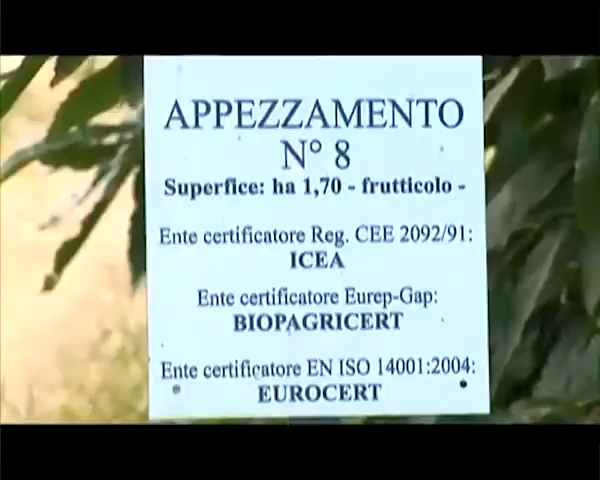 APPEZZAMENTO
N° 8
Superfice: ha 1,70 - frutticolo -
Ente certificatore Reg. CEE 2092/91:
ICEA
Ente certificatore Eurep-Gap:
BIOPAGRICERT
Ente certificatore EN ISO 14001:2004:
EUROCERT